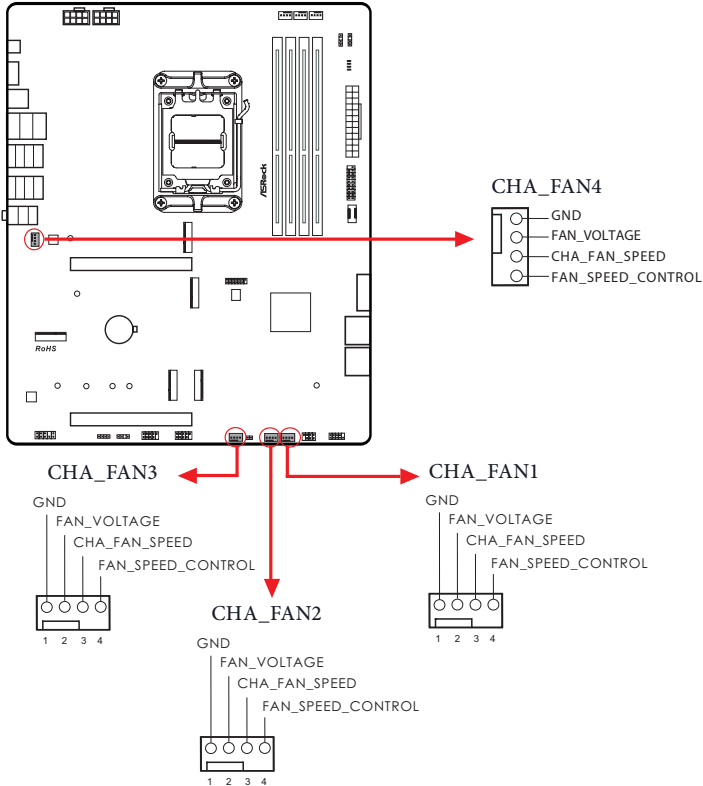 /ISRock
CHA_FAN4
GND
FAN_VOLTAGE
CHA_FAN_SPEED
FAN_SPEED_CONTROL
RoHS
CHA_FAN3
GND
FAN_VOLTAGE
CHA_FAN_SPEED
FAN_SPEED_CONTROL
1 2 3 4
CHA_FAN2
GND
FAN_VOLTAGE
CHA_FAN_SPEED
FAN_SPEED_CONTROL
1 2 3 4
CHA_FAN1
GND
FAN_VOLTAGE
CHA_FAN_SPEED
FAN_SPEED_CONTROL
1 2 3 4